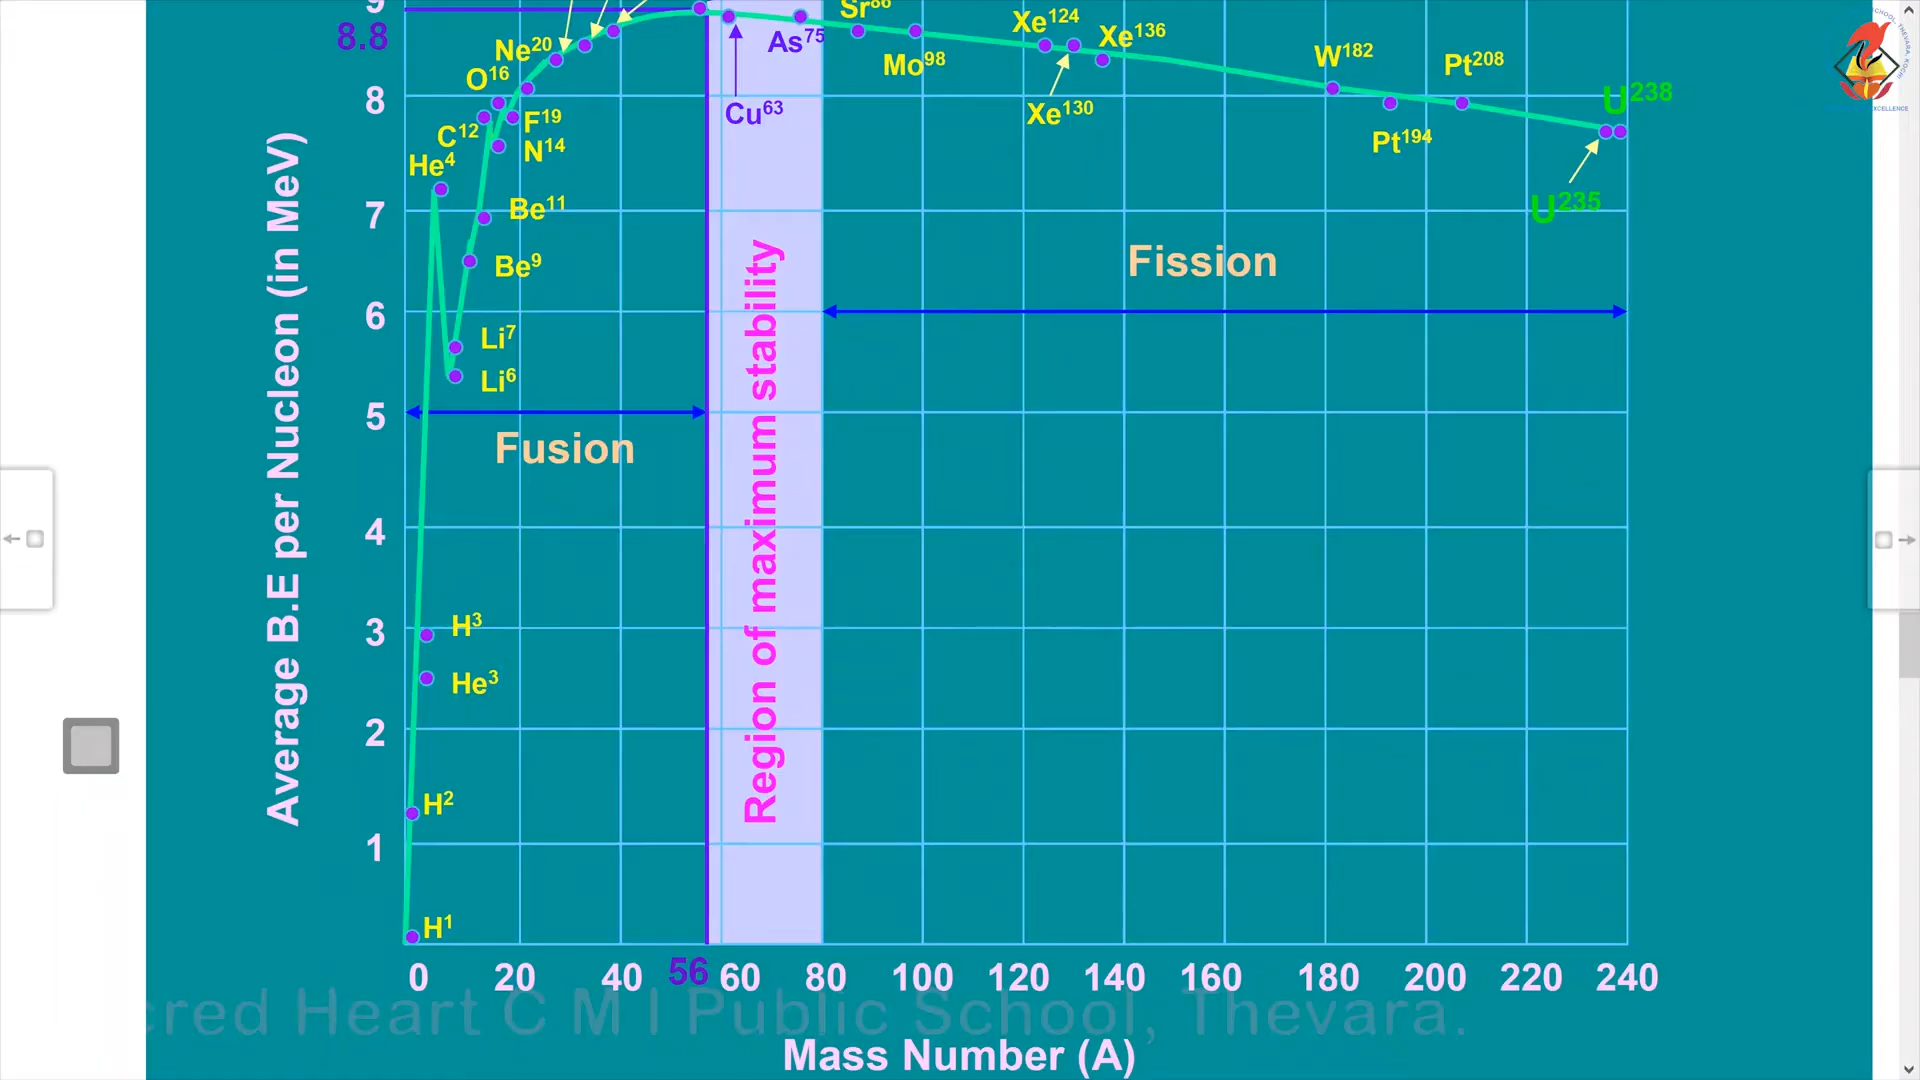 9
8.8
Sr⁸⁶
Xe¹²⁴
Xe¹³⁶
As⁷⁵
Ne²⁰
W¹⁸²
Pt²⁰⁸
Mo⁹⁸
O¹⁶
8
U²³⁸
Cu⁶³
Xe¹³⁰
F¹⁹
C¹²
Pt¹⁹⁴
N¹⁴
He⁴
7
Be¹¹
U²³⁵
Be⁹
Fission
6
Li⁷
Li⁶
5
Fusion
4
Average B.E per Nucleon (in MeV)
Region of maximum stability
3
H³
He³
2
H²
1
H¹
0 20 40 56 60 80 100 120 140 160 180 200 220 240
cred Heart C M I Public School, Thevara.
Mass Number (A)